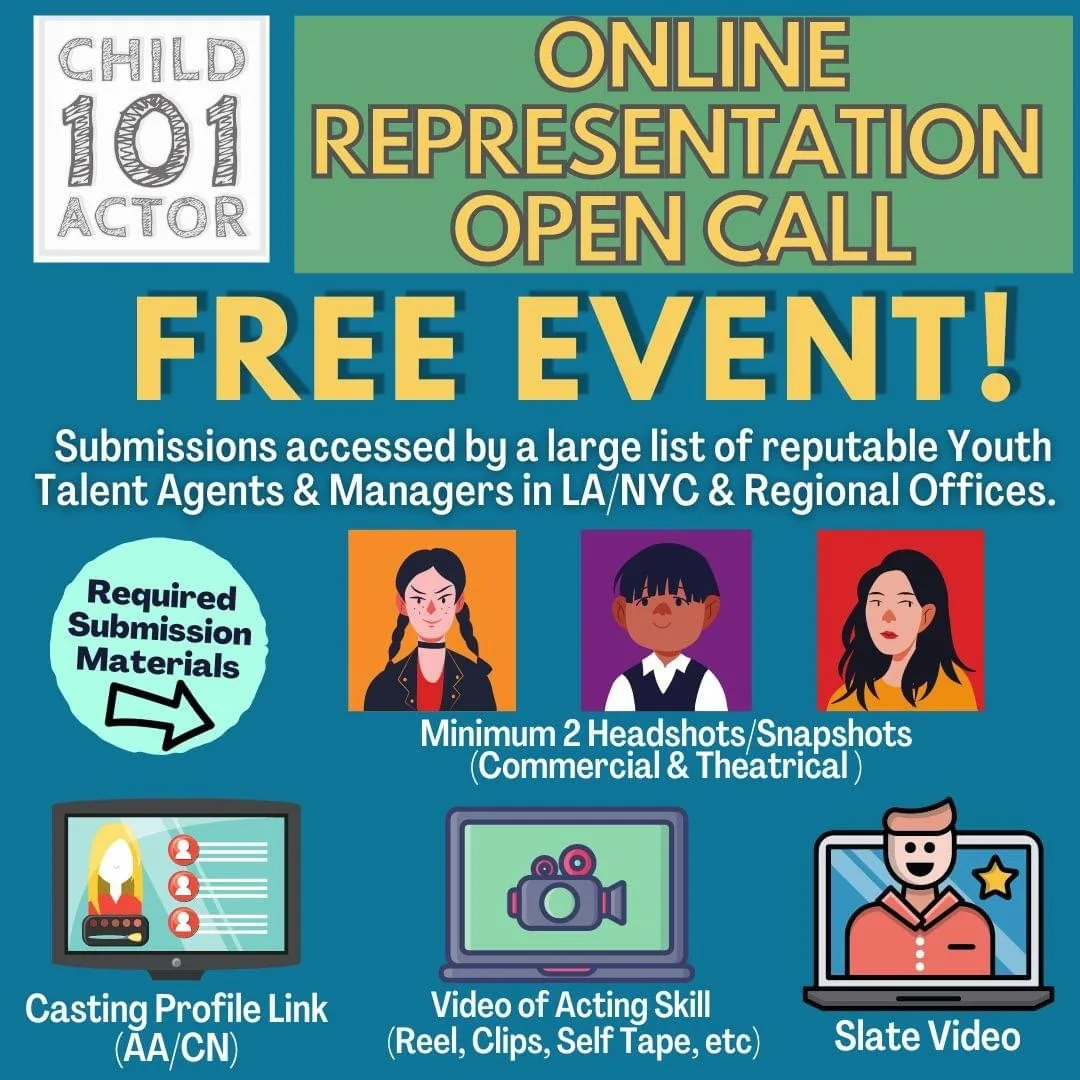 CHILD
101
ACTOR
ONLINE
REPRESENTATION
OPEN CALL
FREE EVENT!
Submissions accessed by a large list of reputable Youth
Talent Agents & Managers in LA/NYC & Regional Offices.
Required
Submission
Materials
Minimum 2 Headshots/Snapshots
(Commercial & Theatrical )
Casting Profile Link
(AA/CN)
Video of Acting Skill
(Reel, Clips, Self Tape, etc)
Slate Video